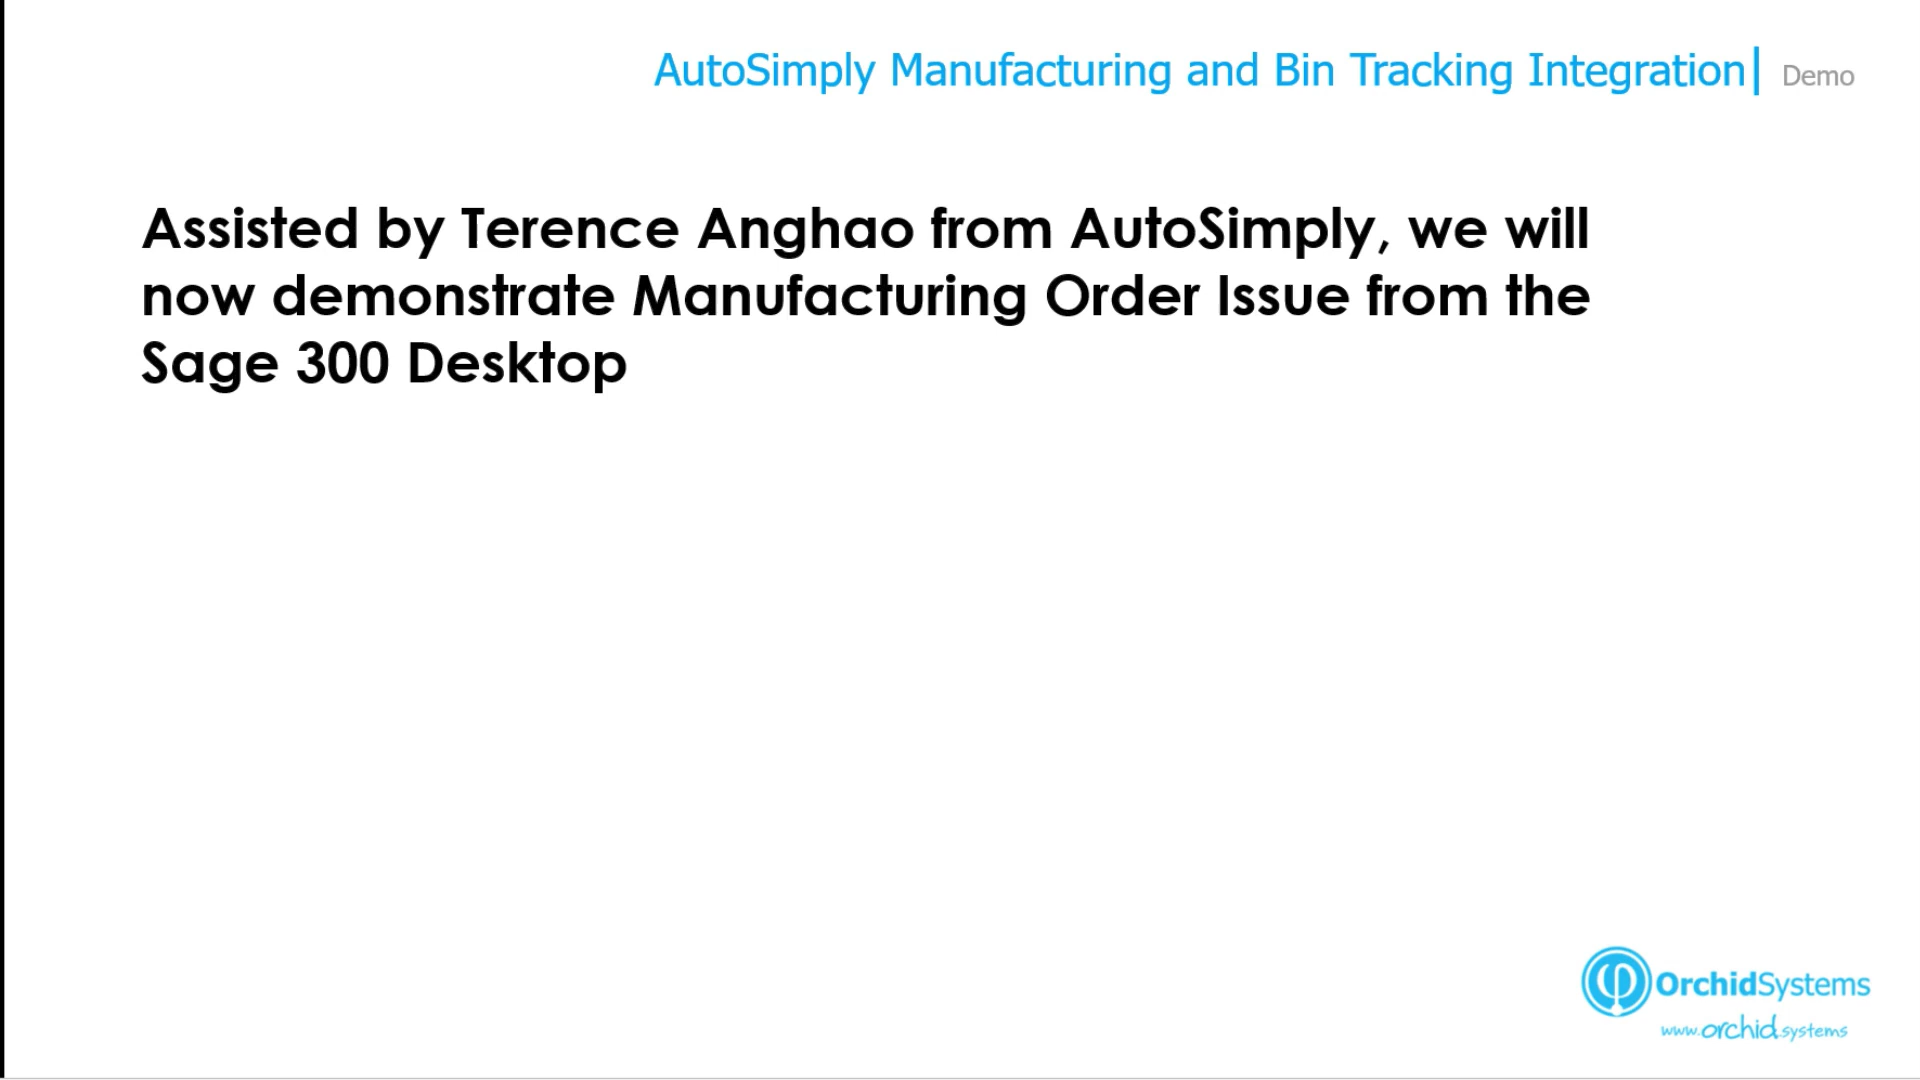 AutoSimply Manufacturing and Bin Tracking Integration| Demo
Assisted by Terence Anghao from AutoSimply, we will
now demonstrate Manufacturing Order Issue from the
Sage 300 Desktop
OrchidSystems
www.orchid.systems